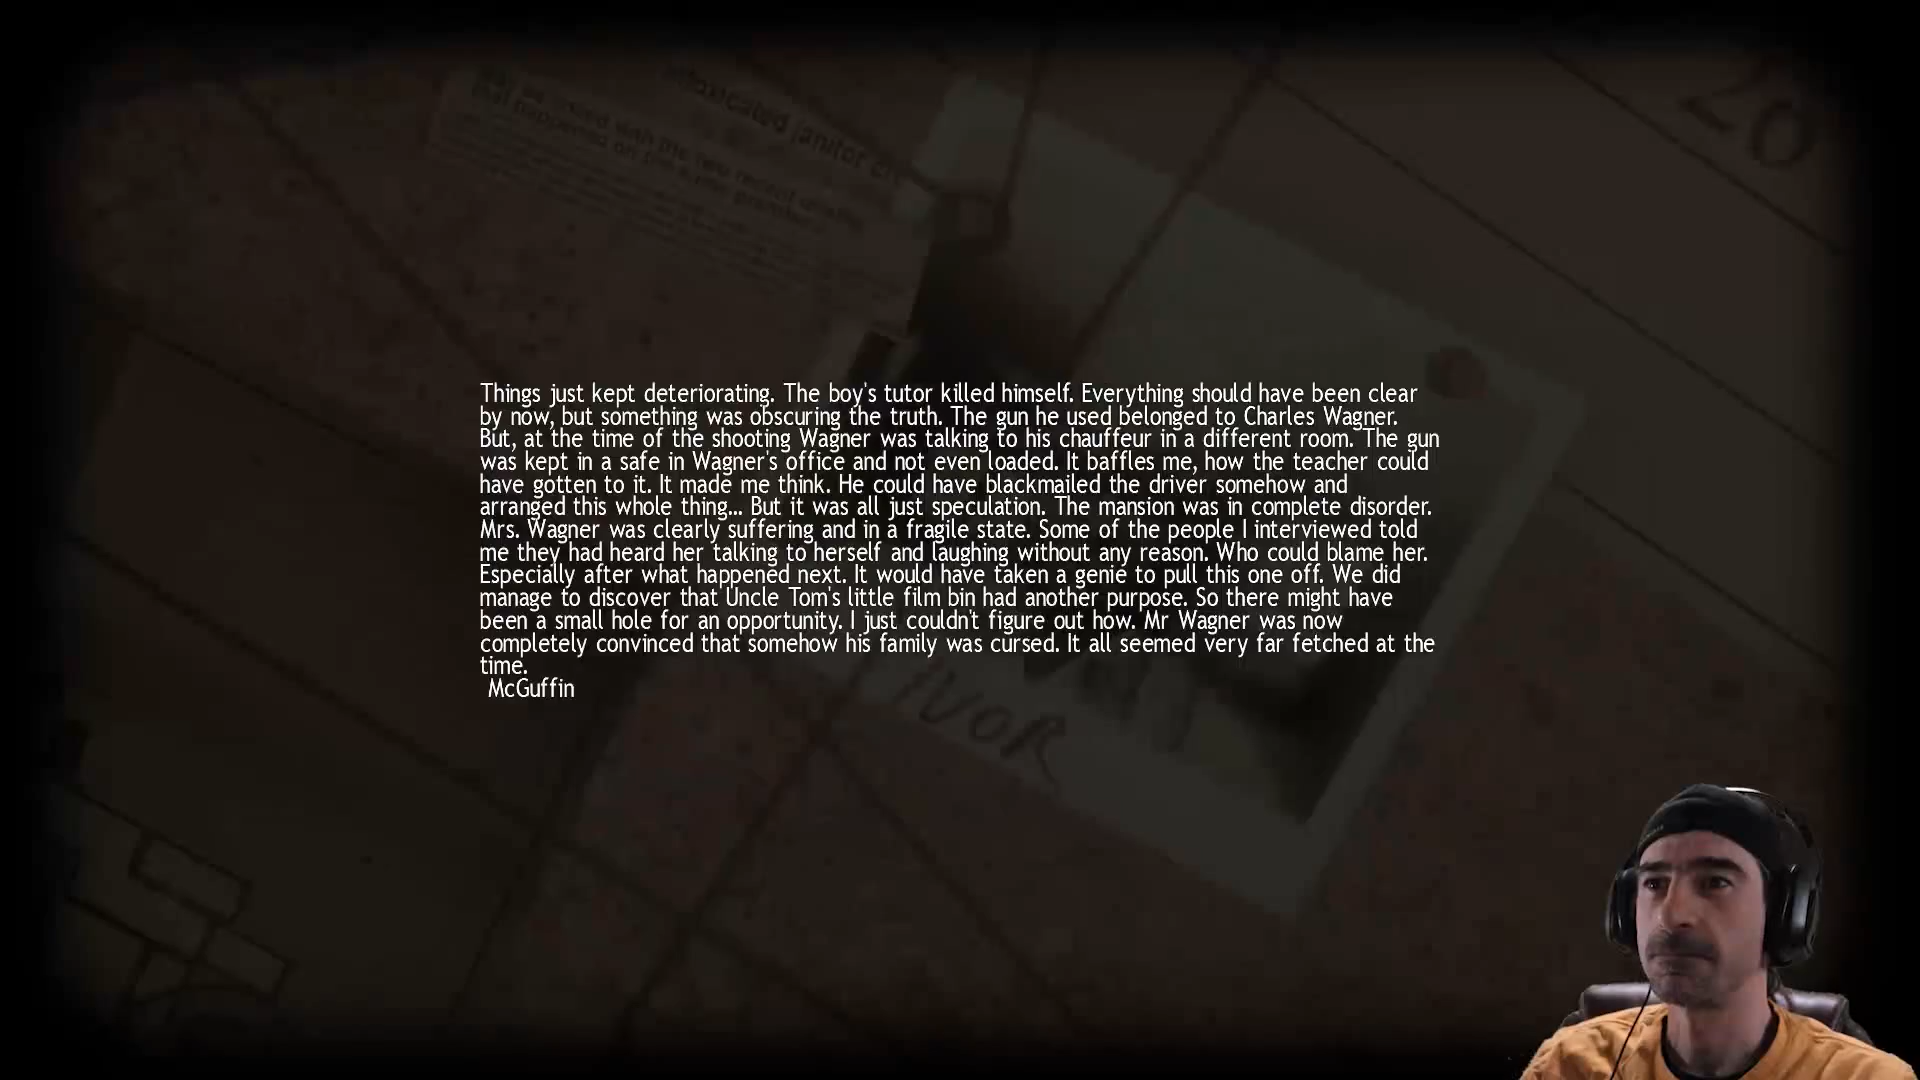 20
intoxicated janitor
Things just kept deteriorating. The boy's tutor killed himself. Everything should have been clear
by now, but something was obscuring the truth. The gun he used belonged to Charles Wagner.
But, at the time of the shooting Wagner was talking to his chauffeur in a different room. The gun
was kept in a safe in Wagner's office and not even loaded. It baffles me, how the teacher could
have gotten to it. It made me think. He could have blackmailed the driver somehow and
arranged this whole thing... But it was all just speculation. The mansion was in complete disorder.
Mrs. Wagner was clearly suffering and in a fragile state. Some of the people I interviewed told
me they had heard her talking to herself and laughing without any reason. Who could blame her.
Especially after what happened next. It would have taken a genie to pull this one off. We did
manage to discover that Uncle Tom's little film bin had another purpose. So there might have
been a small hole for an opportunity. I just couldn't figure out how. Mr Wagner was now
completely convinced that somehow his family was cursed. It all seemed very far fetched at the
time.
McGuffin
IVOR